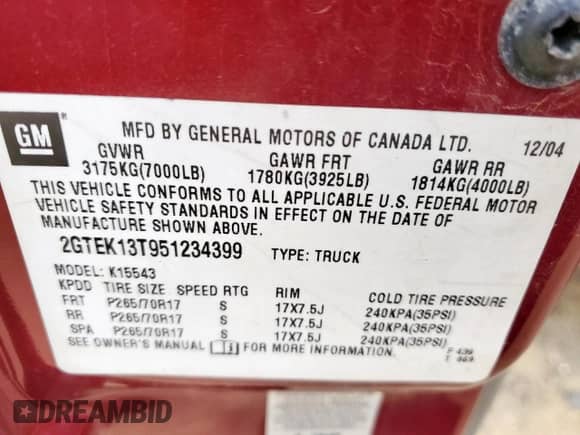 GM ®
MFD BY GENERAL MOTORS OF CANADA LTD. 12/04
GVWR GAWR FRT GAWR RR
3175KG(7000LB) 1780KG(3925LB) 1814KG(4000LB)
THIS VEHICLE CONFORMS TO ALL APPLICABLE U.S. FEDERAL MOTOR
VEHICLE SAFETY STANDARDS IN EFFECT ON THE DATE OF
MANUFACTURE SHOWN ABOVE.
2GTEK13T951234399 TYPE: TRUCK
MODEL: K15543
KPDD TIRE SIZE SPEED RTG RIM COLD TIRE PRESSURE
FRT P265/70R17 S 17X7.5J 240KPA(35PSI)
RR P265/70R17 S 17X7.5J 240KPA(35PSI)
SPA P265/70R17 S 17X7.5J 240KPA(35PSI)
SEE OWNER'S MANUAL FOR MORE INFORMATION.
DREAMBID